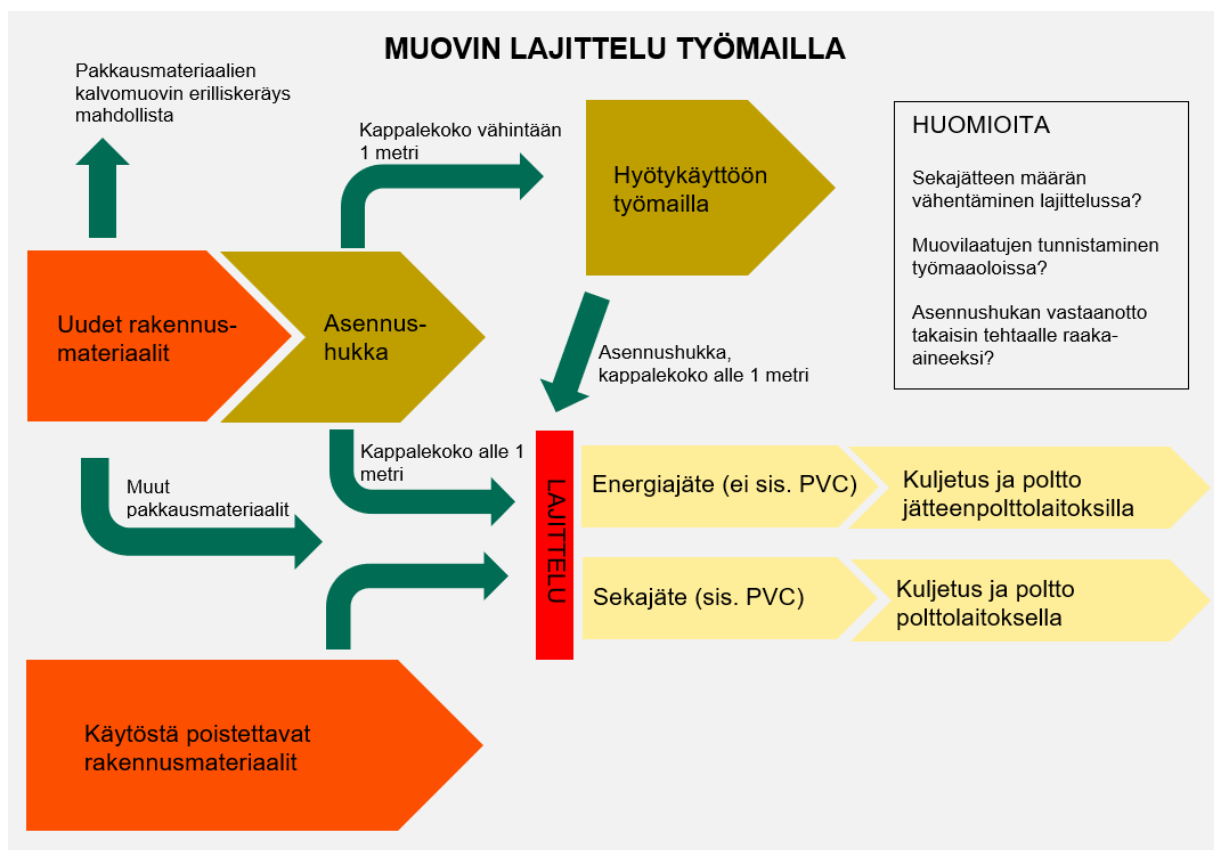 MUOVIN LAJITTELU TYÖMAILLA
Pakkausmateriaalien
kalvomuovin erilliskeräys
mahdollista
Kappalekoko vähintään
1 metri
Hyötykäyttöön
työmailla
HUOMIOITA
Sekajätteen määrän
vähentäminen lajittelussa?
Muovilaatujen tunnistaminen
työmaaoloissa?
Asennushukan vastaanotto
takaisin tehtaalle raaka-
aineeksi?
Uudet rakennus-
materiaalit
Asennus-
hukka
Asennushukka,
kappalekoko alle 1 metri
Kappalekoko alle 1
metri
Muut
pakkausmateriaalit
LAJITTELU
Energiajäte (ei sis. PVC)
Kuljetus ja poltto
jätteenpolttolaitoksilla
Sekajäte (sis. PVC)
Kuljetus ja poltto
polttolaitoksella
Käytöstä poistettavat
rakennusmateriaalit